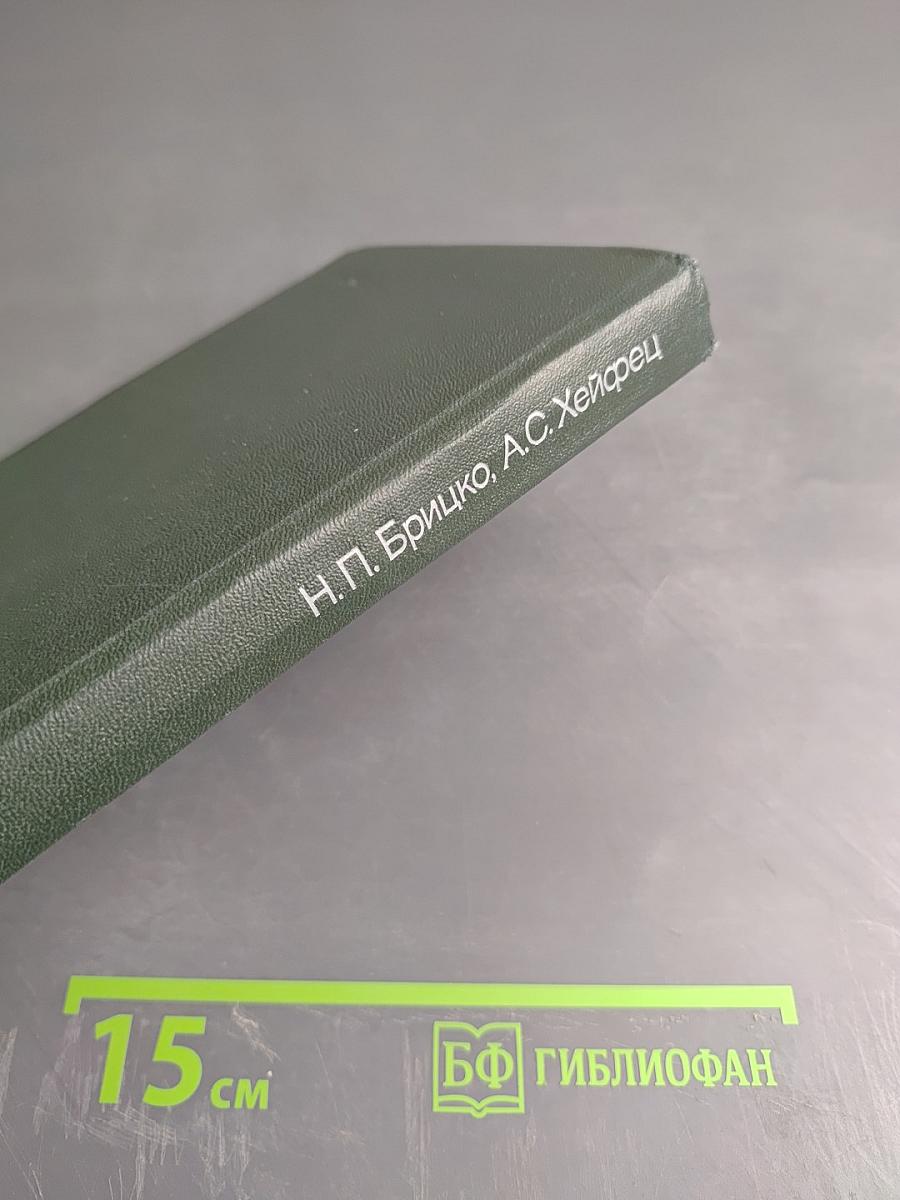 Н.П. Брицко, А.С. Хейфец
15 см
БФ ГИБЛИОФАН